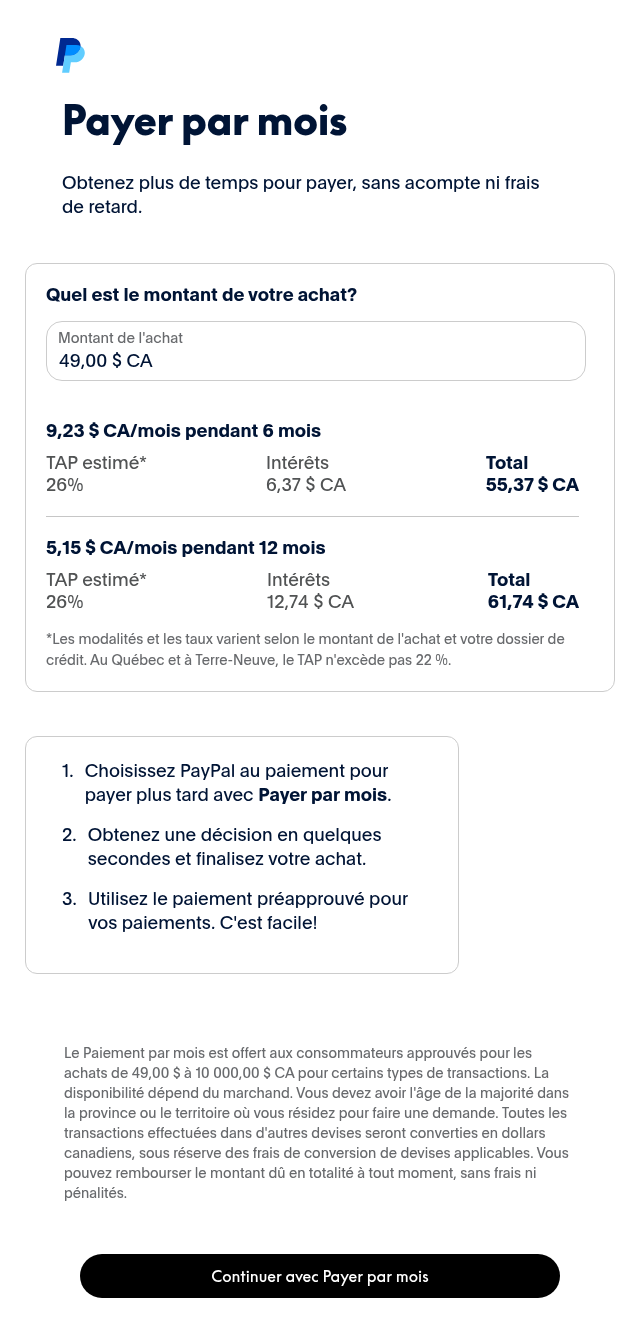 Payer par mois
Obtenez plus de temps pour payer, sans acompte ni frais
de retard.
Quel est le montant de votre achat?
Montant de l'achat
49,00 $ CA
9,23 $ CA/mois pendant 6 mois
TAP estimé* Intérêts Total
26% 6,37 $ CA 55,37 $ CA
5,15 $ CA/mois pendant 12 mois
TAP estimé* Intérêts Total
26% 12,74 $ CA 61,74 $ CA
*Les modalités et les taux varient selon le montant de l'achat et votre dossier de
crédit. Au Québec et à Terre-Neuve, le TAP n'excède pas 22 %.
1. Choisissez PayPal au paiement pour
payer plus tard avec Payer par mois.
2. Obtenez une décision en quelques
secondes et finalisez votre achat.
3. Utilisez le paiement préapprouvé pour
vos paiements. C'est facile!
Le Paiement par mois est offert aux consommateurs approuvés pour les
achats de 49,00 $ à 10 000,00 $ CA pour certains types de transactions. La
disponibilité dépend du marchand. Vous devez avoir l'âge de la majorité dans
la province ou le territoire où vous résidez pour faire une demande. Toutes les
transactions effectuées dans d'autres devises seront converties en dollars
canadiens, sous réserve des frais de conversion de devises applicables. Vous
pouvez rembourser le montant dû en totalité à tout moment, sans frais ni
pénalités.
Continuer avec Payer par mois